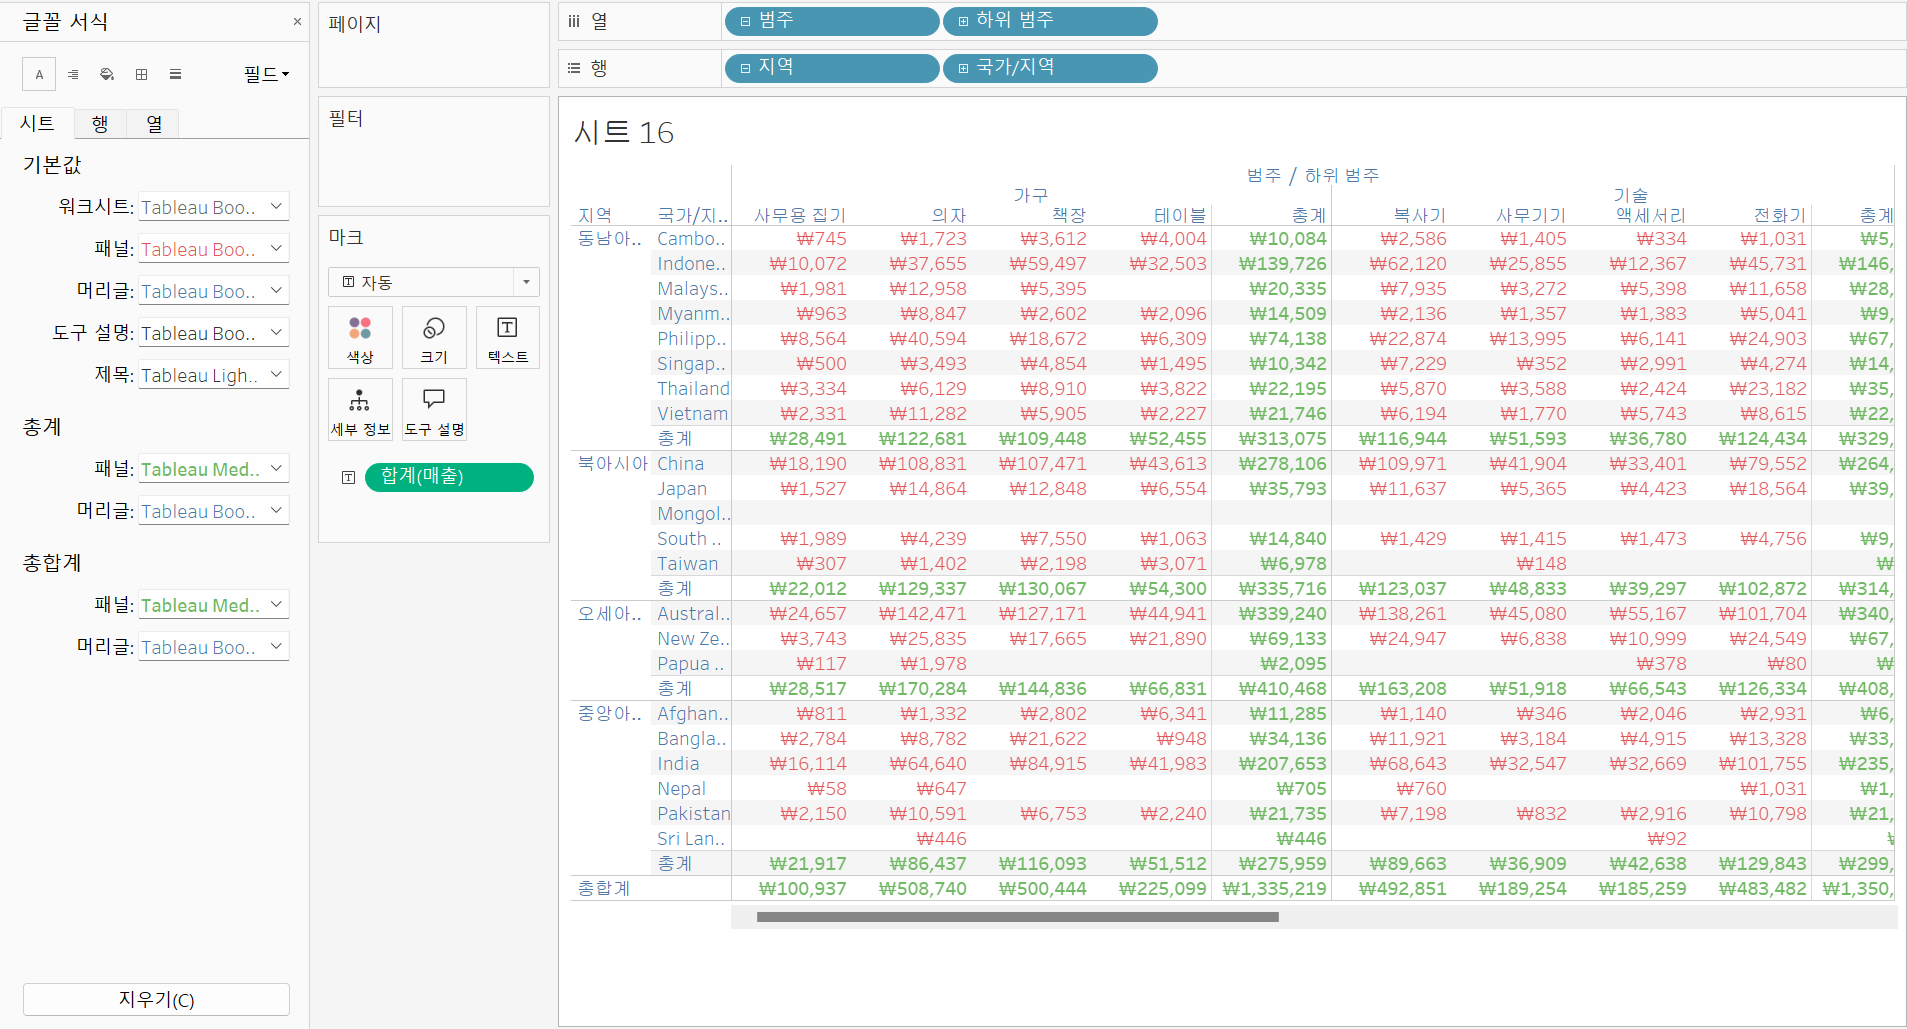 글꼴 서식
필드
시트 행 열
기본값
워크시트: Tableau Boo..
패널: Tableau Boo..
머리글: Tableau Boo..
도구 설명: Tableau Boo..
제목: Tableau Ligh..
총계
패널: Tableau Med..
머리글: Tableau Boo..
총합계
패널: Tableau Med..
머리글: Tableau Boo..
지우기(C)
페이지
필터
마크
자동
색상 크기 텍스트
세부 정보 도구 설명
합계(매출)
열 범주 하위 범주
행 지역 국가/지역
시트 16
범주 / 하위 범주
가구 기술
지역 국가/지.. 사무용 집기 의자 책장 테이블 총계 복사기 사무기기 액세서리 전화기 총계
동남아.. Cambo.. ₩745 ₩1,723 ₩3,612 ₩4,004 ₩10,084 ₩2,586 ₩1,405 ₩334 ₩1,031 ₩5,
Indone.. ₩10,072 ₩37,655 ₩59,497 ₩32,503 ₩139,726 ₩62,120 ₩25,855 ₩12,367 ₩45,731 ₩146,
Malays.. ₩1,981 ₩12,958 ₩5,395 ₩20,335 ₩7,935 ₩3,272 ₩5,398 ₩11,658 ₩28,
Myanm.. ₩963 ₩8,847 ₩2,602 ₩2,096 ₩14,509 ₩2,136 ₩1,357 ₩1,383 ₩5,041 ₩9,
Philipp.. ₩8,564 ₩40,594 ₩18,672 ₩6,309 ₩74,138 ₩22,874 ₩13,995 ₩6,141 ₩24,903 ₩67,
Singap.. ₩500 ₩3,493 ₩4,854 ₩1,495 ₩10,342 ₩7,229 ₩352 ₩2,991 ₩4,274 ₩14,
Thailand ₩3,334 ₩6,129 ₩8,910 ₩3,822 ₩22,195 ₩5,870 ₩3,588 ₩2,424 ₩23,182 ₩35,
Vietnam ₩2,331 ₩11,282 ₩5,905 ₩2,227 ₩21,746 ₩6,194 ₩1,770 ₩5,743 ₩8,615 ₩22,
총계 ₩28,491 ₩122,681 ₩109,448 ₩52,455 ₩313,075 ₩116,944 ₩51,593 ₩36,780 ₩124,434 ₩329,
북아시아 China ₩18,190 ₩108,831 ₩107,471 ₩43,613 ₩278,106 ₩109,971 ₩41,904 ₩33,401 ₩79,552 ₩264,
Japan ₩1,527 ₩14,864 ₩12,848 ₩6,554 ₩35,793 ₩11,637 ₩5,365 ₩4,423 ₩18,564 ₩39,
Mongol..
South .. ₩1,989 ₩4,239 ₩7,550 ₩1,063 ₩14,840 ₩1,429 ₩1,415 ₩1,473 ₩4,756 ₩9,
Taiwan ₩307 ₩1,402 ₩2,198 ₩3,071 ₩6,978 ₩148 ₩
총계 ₩22,012 ₩129,337 ₩130,067 ₩54,300 ₩335,716 ₩123,037 ₩48,833 ₩39,297 ₩102,872 ₩314,
오세아.. Austral.. ₩24,657 ₩142,471 ₩127,171 ₩44,941 ₩339,240 ₩138,261 ₩45,080 ₩55,167 ₩101,704 ₩340,
New Ze.. ₩3,743 ₩25,835 ₩17,665 ₩21,890 ₩69,133 ₩24,947 ₩6,838 ₩10,999 ₩24,549 ₩67,
Papua .. ₩117 ₩1,978 ₩2,095 ₩378 ₩80 ₩
총계 ₩28,517 ₩170,284 ₩144,836 ₩66,831 ₩410,468 ₩163,208 ₩51,918 ₩66,543 ₩126,334 ₩408,
중앙아.. Afghan.. ₩811 ₩1,332 ₩2,802 ₩6,341 ₩11,285 ₩1,140 ₩346 ₩2,046 ₩2,931 ₩6,
Bangla.. ₩2,784 ₩8,782 ₩21,622 ₩948 ₩34,136 ₩11,921 ₩3,184 ₩4,915 ₩13,328 ₩33,
India ₩16,114 ₩64,640 ₩84,915 ₩41,983 ₩207,653 ₩68,643 ₩32,547 ₩32,669 ₩101,755 ₩235,
Nepal ₩58 ₩647 ₩705 ₩760 ₩1,031 ₩1,
Pakistan ₩2,150 ₩10,591 ₩6,753 ₩2,240 ₩21,735 ₩7,198 ₩832 ₩2,916 ₩10,798 ₩21,
Sri Lan.. ₩446 ₩446 ₩92
총계 ₩21,917 ₩86,437 ₩116,093 ₩51,512 ₩275,959 ₩89,663 ₩36,909 ₩42,638 ₩129,843 ₩299,
총합계 ₩100,937 ₩508,740 ₩500,444 ₩225,099 ₩1,335,219 ₩492,851 ₩189,254 ₩185,259 ₩483,482 ₩1,350,